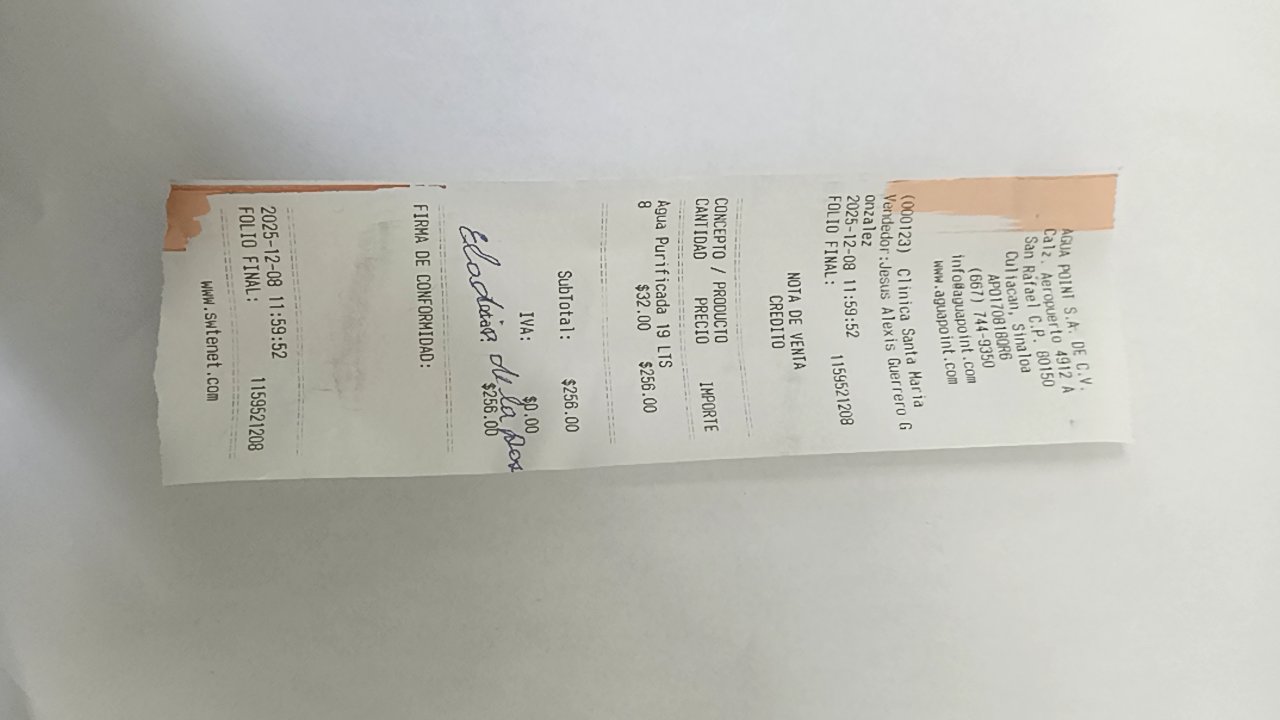 AGUA POINT S.A. DE C.V.
Calz. Aeropuerto 4912 A
San Rafael C.P. 80150
Culiacan, Sinaloa
APO170818QR6
(667) 744-9350
info@aguapoint.com
www.aguapoint.com
(000123) Clinica Santa Maria
Vendedor:Jesus Alexis Guerrero G
onzalez
2025-12-08 11:59:52
FOLIO FINAL: 1159521208
NOTA DE VENTA
CREDITO
CONCEPTO / PRODUCTO
CANTIDAD PRECIO IMPORTE
Agua Purificada 19 LTS
8 $32.00 $256.00
SubTotal: $256.00
IVA: $0.00
$256.00
Eladia de la
FIRMA DE CONFORMIDAD:
2025-12-08 11:59:52
FOLIO FINAL: 1159521208
www.swtenet.com